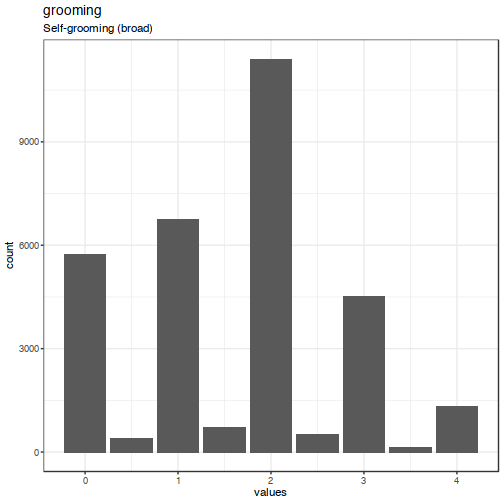 grooming
Self-grooming (broad)
9000
6000
3000
0
count
0 1 2 3 4
values